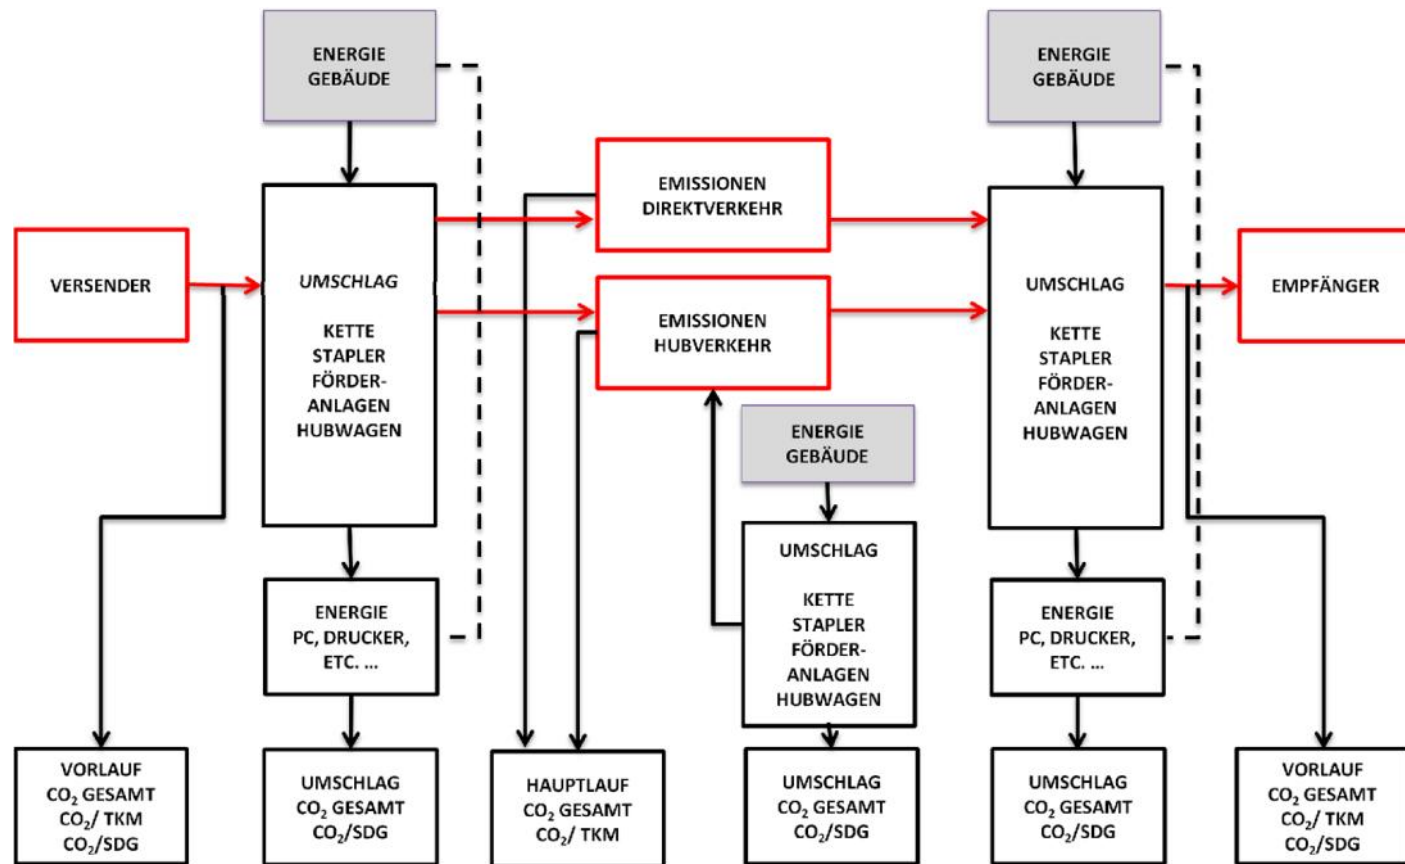 ENERGIE
GEBÄUDE
ENERGIE
GEBÄUDE
EMISSIONEN
DIREKTVERKEHR
VERSENDER
UMSCHLAG
KETTE
STAPLER
FÖRDER-
ANLAGEN
HUBWAGEN
EMISSIONEN
HUBVERKEHR
UMSCHLAG
KETTE
STAPLER
FÖRDER-
ANLAGEN
HUBWAGEN
EMPFÄNGER
ENERGIE
GEBÄUDE
UMSCHLAG
KETTE
STAPLER
FÖRDER-
ANLAGEN
HUBWAGEN
ENERGIE
PC, DRUCKER,
ETC. ...
ENERGIE
PC, DRUCKER,
ETC. ...
VORLAUF
CO₂ GESAMT
CO₂/ TKM
CO₂/SDG
UMSCHLAG
CO₂ GESAMT
CO₂/SDG
HAUPTLAUF
CO₂ GESAMT
CO₂/ TKM
UMSCHLAG
CO₂ GESAMT
CO₂/SDG
UMSCHLAG
CO₂ GESAMT
CO₂/SDG
VORLAUF
CO₂ GESAMT
CO₂/ TKM
CO₂/SDG